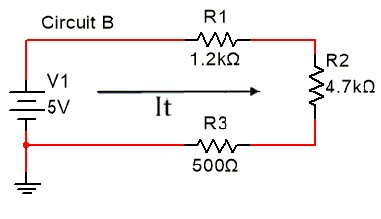 Circuit B
R1
1.2kΩ
R2
4.7kΩ
V1
5V
It
R3
500Ω